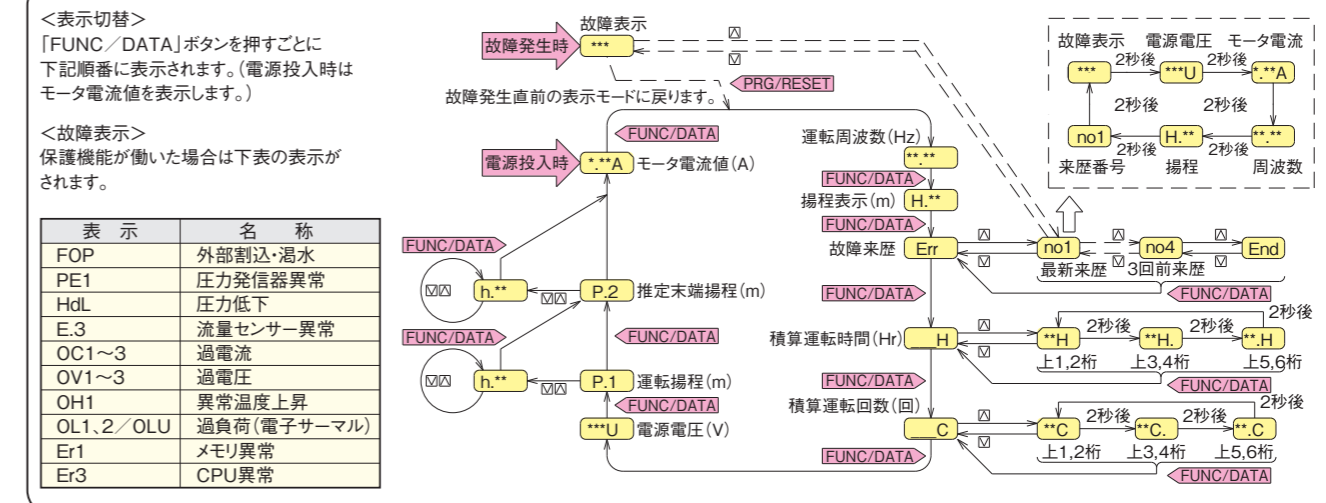 ＜表示切替＞
「FUNC／DATA」ボタンを押すごとに
下記順番に表示されます。（電源投入時は
モータ電流値を表示します。）
＜故障表示＞
保護機能が働いた場合は下表の表示が
されます。
表　示　名　称
FOP 外部割込・渇水
PE1 圧力発信器異常
HdL 圧力低下
E.3 流量センサー異常
OC1～3 過電流
OV1～3 過電圧
OH1 異常温度上昇
OL1、2／OLU 過負荷（電子サーマル）
Er1 メモリ異常
Er3 CPU異常
故障表示
故障発生時 ***
PRG/RESET
故障発生直前の表示モードに戻ります。
FUNC/DATA
電源投入時 *.**A モータ電流値（A）
FUNC/DATA
h.** P.2 推定末端揚程（m）
FUNC/DATA FUNC/DATA
h.** P.1 運転揚程（m）
FUNC/DATA
***U 電源電圧（V）
運転周波数（Hz）
**.**
FUNC/DATA
揚程表示（m） H.**
FUNC/DATA
故障来歴 Err no1 no4 End
最新来歴 3回前来歴
FUNC/DATA FUNC/DATA
2秒後
積算運転時間（Hr） ___H **H 2秒後 **H. 2秒後 **.H
上1,2桁 上3,4桁 上5,6桁
FUNC/DATA FUNC/DATA
積算運転回数（回） 2秒後
___C **C 2秒後 **C. 2秒後 **.C
上1,2桁 上3,4桁 上5,6桁
FUNC/DATA FUNC/DATA
故障表示 電源電圧 モータ電流
*** 2秒後 ***U 2秒後 *.**A
2秒後 2秒後
no1 2秒後 H.** 2秒後 **.**
来歴番号 揚程 周波数